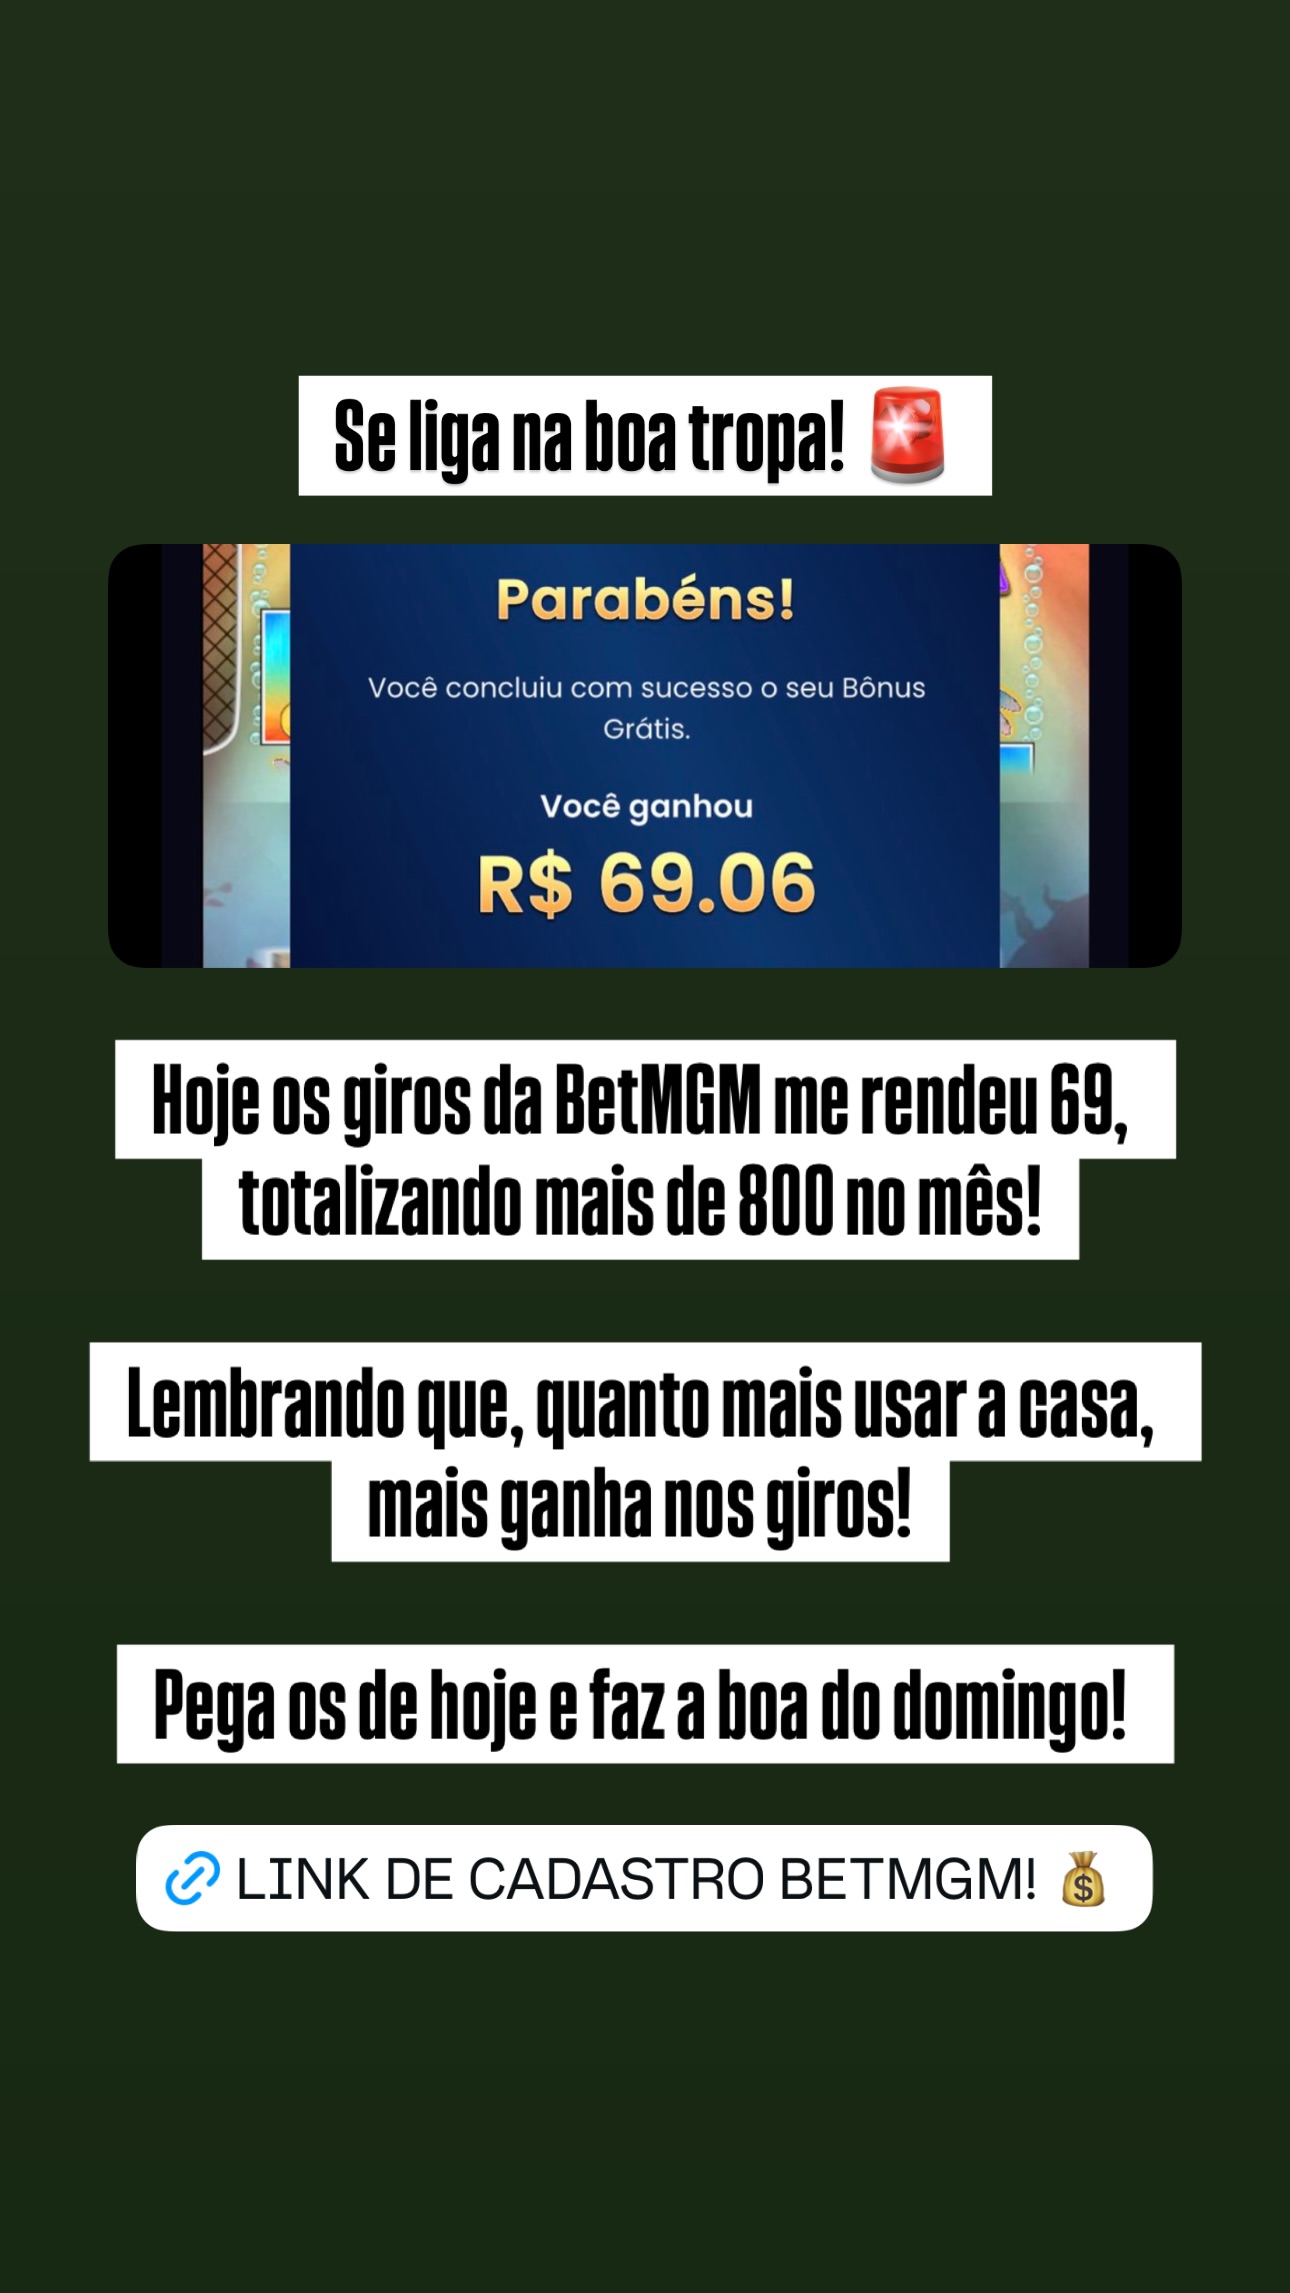 Se liga na boa tropa! 🚨
Parabéns!
Você concluiu com sucesso o seu Bônus
Grátis.
Você ganhou
R$ 69.06
Hoje os giros da BetMGM me rendeu 69,
totalizando mais de 800 no mês!
Lembrando que, quanto mais usar a casa,
mais ganha nos giros!
Pega os de hoje e faz a boa do domingo!
LINK DE CADASTRO BETMGM! 💰